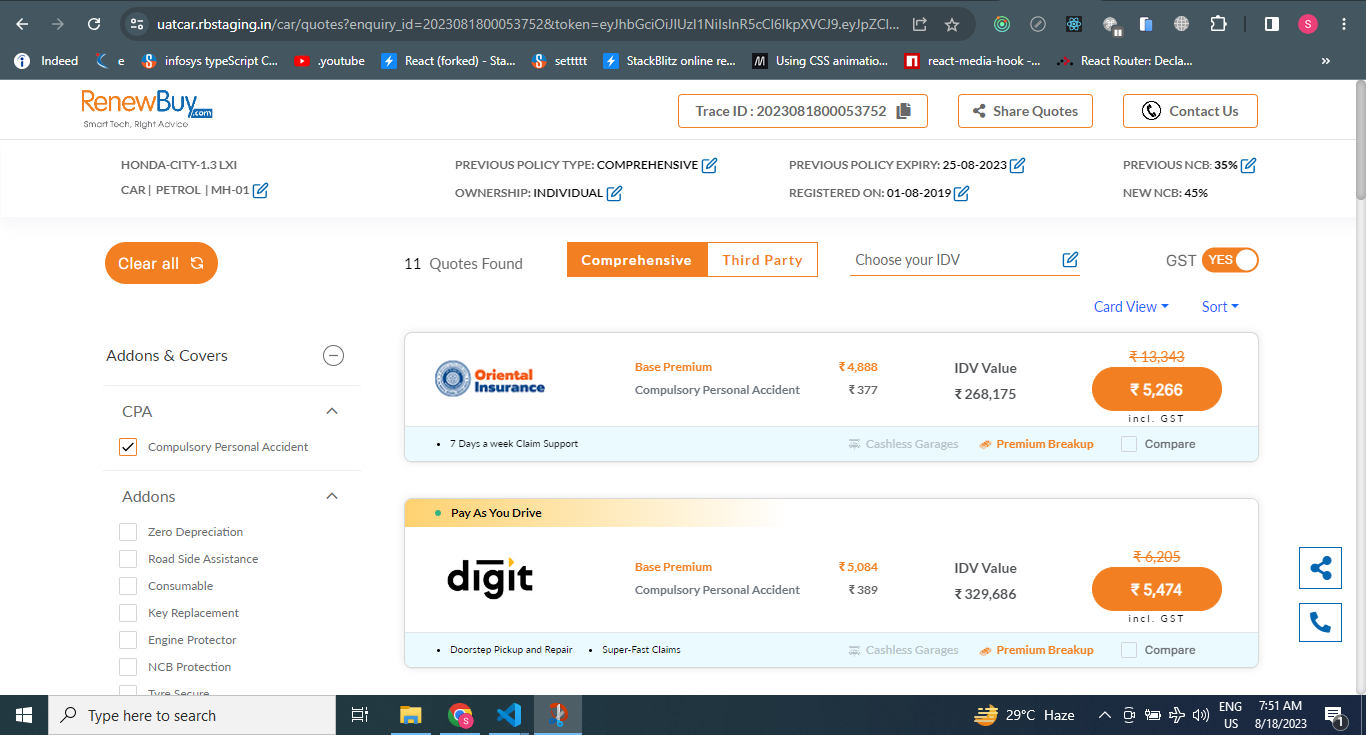 uatcar.rbstaging.in/car/quotes?enquiry_id=2023081800053752&token=eyJhbGciOiJIUzI1NiIsInR5cCI6IkpXVCJ9.eyJpZCI...
S
Indeed e infosys typeScript C... .youtube React (forked) - Sta... settttt StackBlitz online re... Using CSS animation... react-media-hook -... React Router: Decla... »
RenewBuy.com
Smart Tech, Right Advice
Trace ID : 2023081800053752 Share Quotes Contact Us
HONDA-CITY-1.3 LXI PREVIOUS POLICY TYPE: COMPREHENSIVE PREVIOUS POLICY EXPIRY: 25-08-2023 PREVIOUS NCB: 35%
CAR | PETROL | MH-01 OWNERSHIP: INDIVIDUAL REGISTERED ON: 01-08-2019 NEW NCB: 45%
Clear all 11 Quotes Found Comprehensive Third Party Choose your IDV GST YES
Card View Sort
Addons & Covers
CPA
Compulsory Personal Accident
Addons
Zero Depreciation
Road Side Assistance
Consumable
Key Replacement
Engine Protector
NCB Protection
Tyre Secure
Oriental Insurance
Base Premium ₹ 4,888
Compulsory Personal Accident ₹ 377
IDV Value
₹ 268,175
₹ 13,343
₹ 5,266
incl. GST
• 7 Days a week Claim Support Cashless Garages Premium Breakup Compare
Pay As You Drive
digit
Base Premium ₹ 5,084
Compulsory Personal Accident ₹ 389
IDV Value
₹ 329,686
₹ 6,205
₹ 5,474
incl. GST
• Doorstep Pickup and Repair • Super-Fast Claims Cashless Garages Premium Breakup Compare
Type here to search
S
29°C Haze
ENG
US
7:51 AM
8/18/2023
1